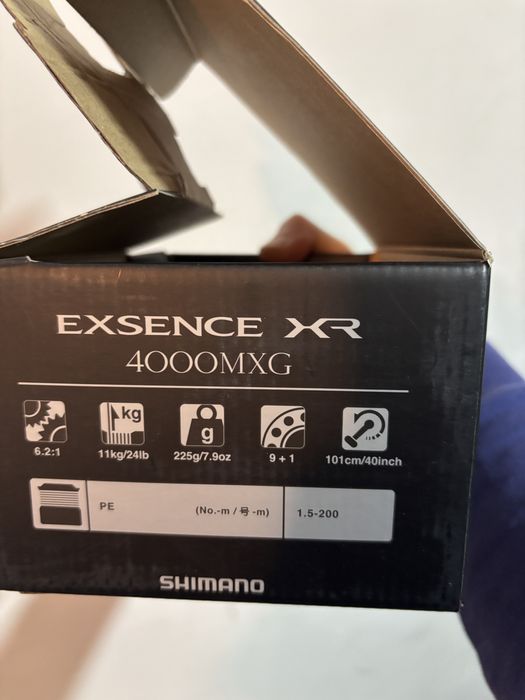 EXSENCE XR
4000MXG
kg
g
6.2:1
11kg/24lb
225g/7.9oz
9 + 1
101cm/40inch
PE (No.-m / 号 -m) 1.5-200
SHIMANO